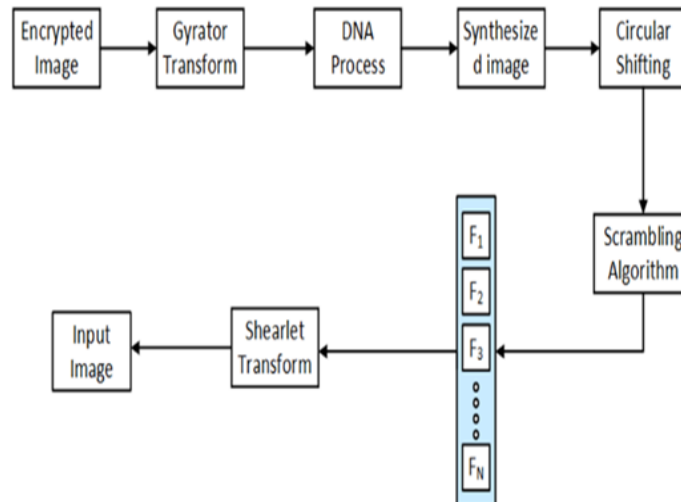 Encrypted
Image
Gyrator
Transform
DNA
Process
Synthesize
d image
Circular
Shifting
Scrambling
Algorithm
F1
F2
F3
FN
Shearlet
Transform
Input
Image